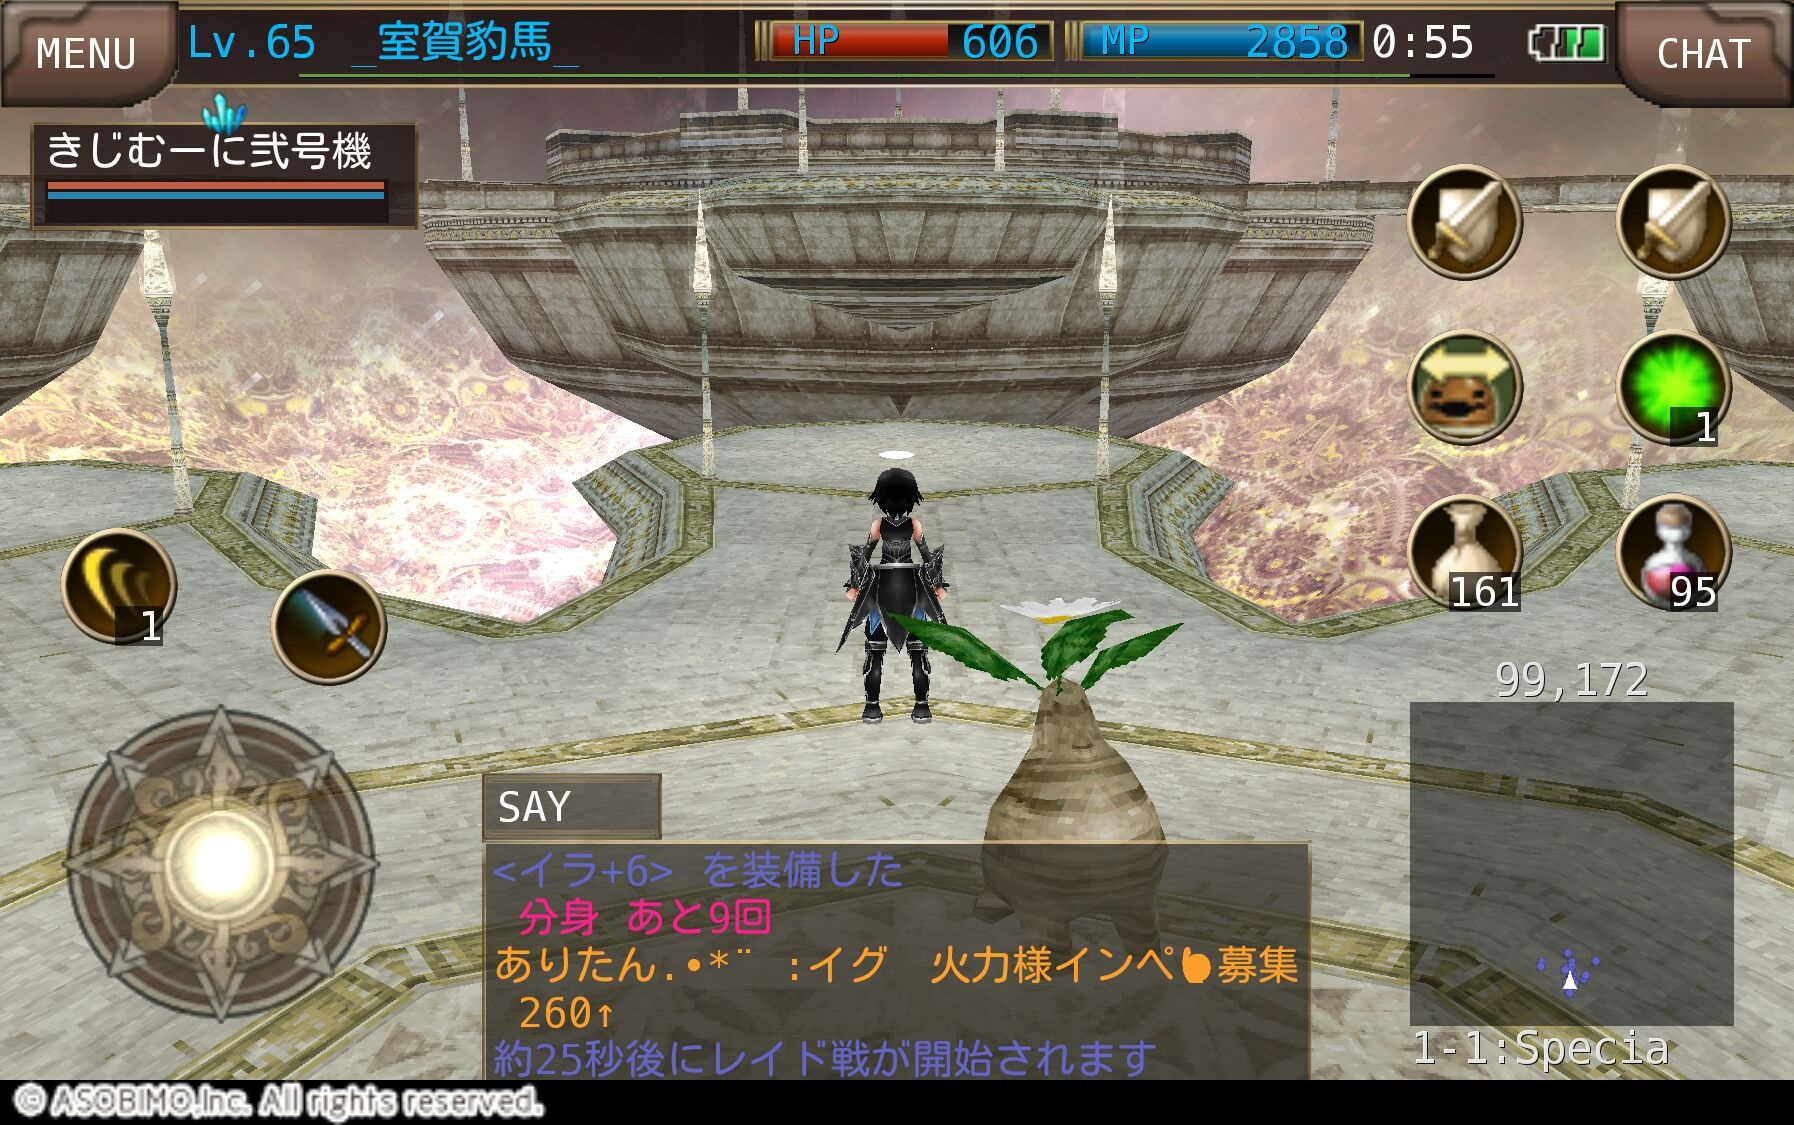 MENU
Lv.65 _室賀豹馬_
HP 606
MP 2858
0:55
CHAT
きじむーに弐号機
1
1
161
95
99,172
SAY
<イラ+6> を装備した
分身 あと9回
ありたん.•*¨ :イグ 火力様インペ募集
260↑
約25秒後にレイド戦が開始されます
1-1:Specia
© ASOBIMO,Inc. All rights reserved.